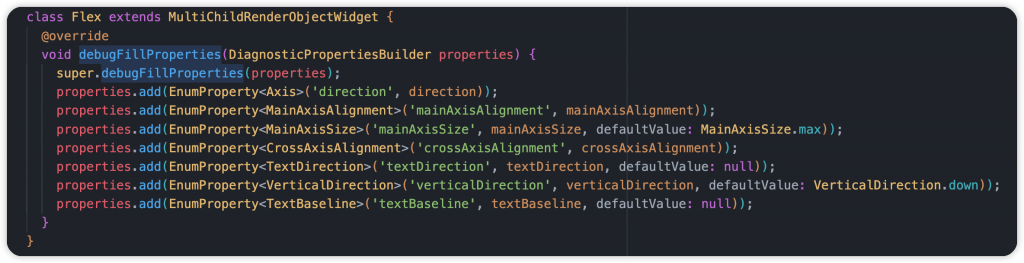 class Flex extends MultiChildRenderObjectWidget {
  @override
  void debugFillProperties(DiagnosticPropertiesBuilder properties) {
    super.debugFillProperties(properties);
    properties.add(EnumProperty<Axis>('direction', direction));
    properties.add(EnumProperty<MainAxisAlignment>('mainAxisAlignment', mainAxisAlignment));
    properties.add(EnumProperty<MainAxisSize>('mainAxisSize', mainAxisSize, defaultValue: MainAxisSize.max));
    properties.add(EnumProperty<CrossAxisAlignment>('crossAxisAlignment', crossAxisAlignment));
    properties.add(EnumProperty<TextDirection>('textDirection', textDirection, defaultValue: null));
    properties.add(EnumProperty<VerticalDirection>('verticalDirection', verticalDirection, defaultValue: VerticalDirection.down));
    properties.add(EnumProperty<TextBaseline>('textBaseline', textBaseline, defaultValue: null));
  }
}